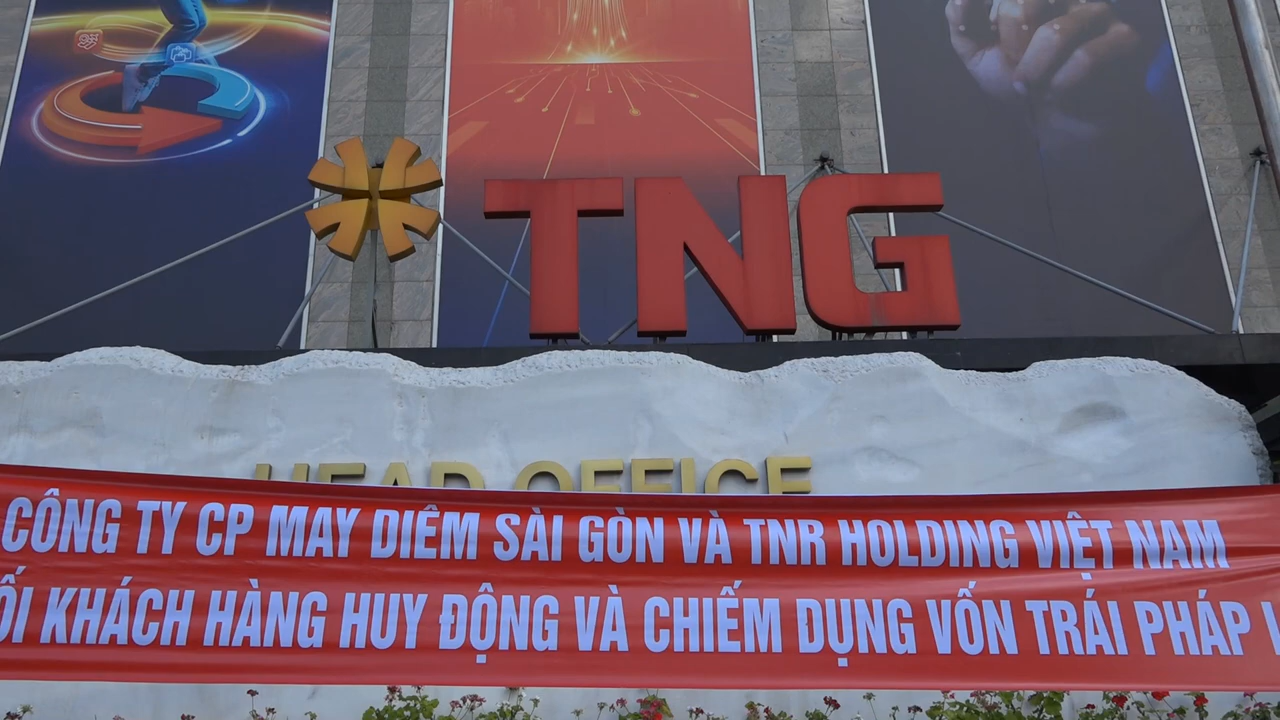 TNG
HEAD OFFICE
CÔNG TY CP MAY DIÊM SÀI GÒN VÀ TNR HOLDING VIỆT NAM
KHÁCH HÀNG HUY ĐỘNG VÀ CHIẾM DỤNG VỐN TRÁI PHÁP